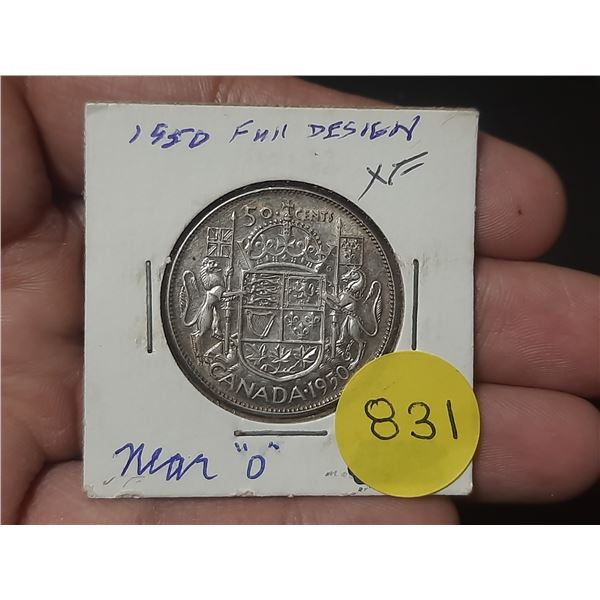 1950 Full DESIGN
XF
50 CENTS
CANADA · 1950
831
Near "0"